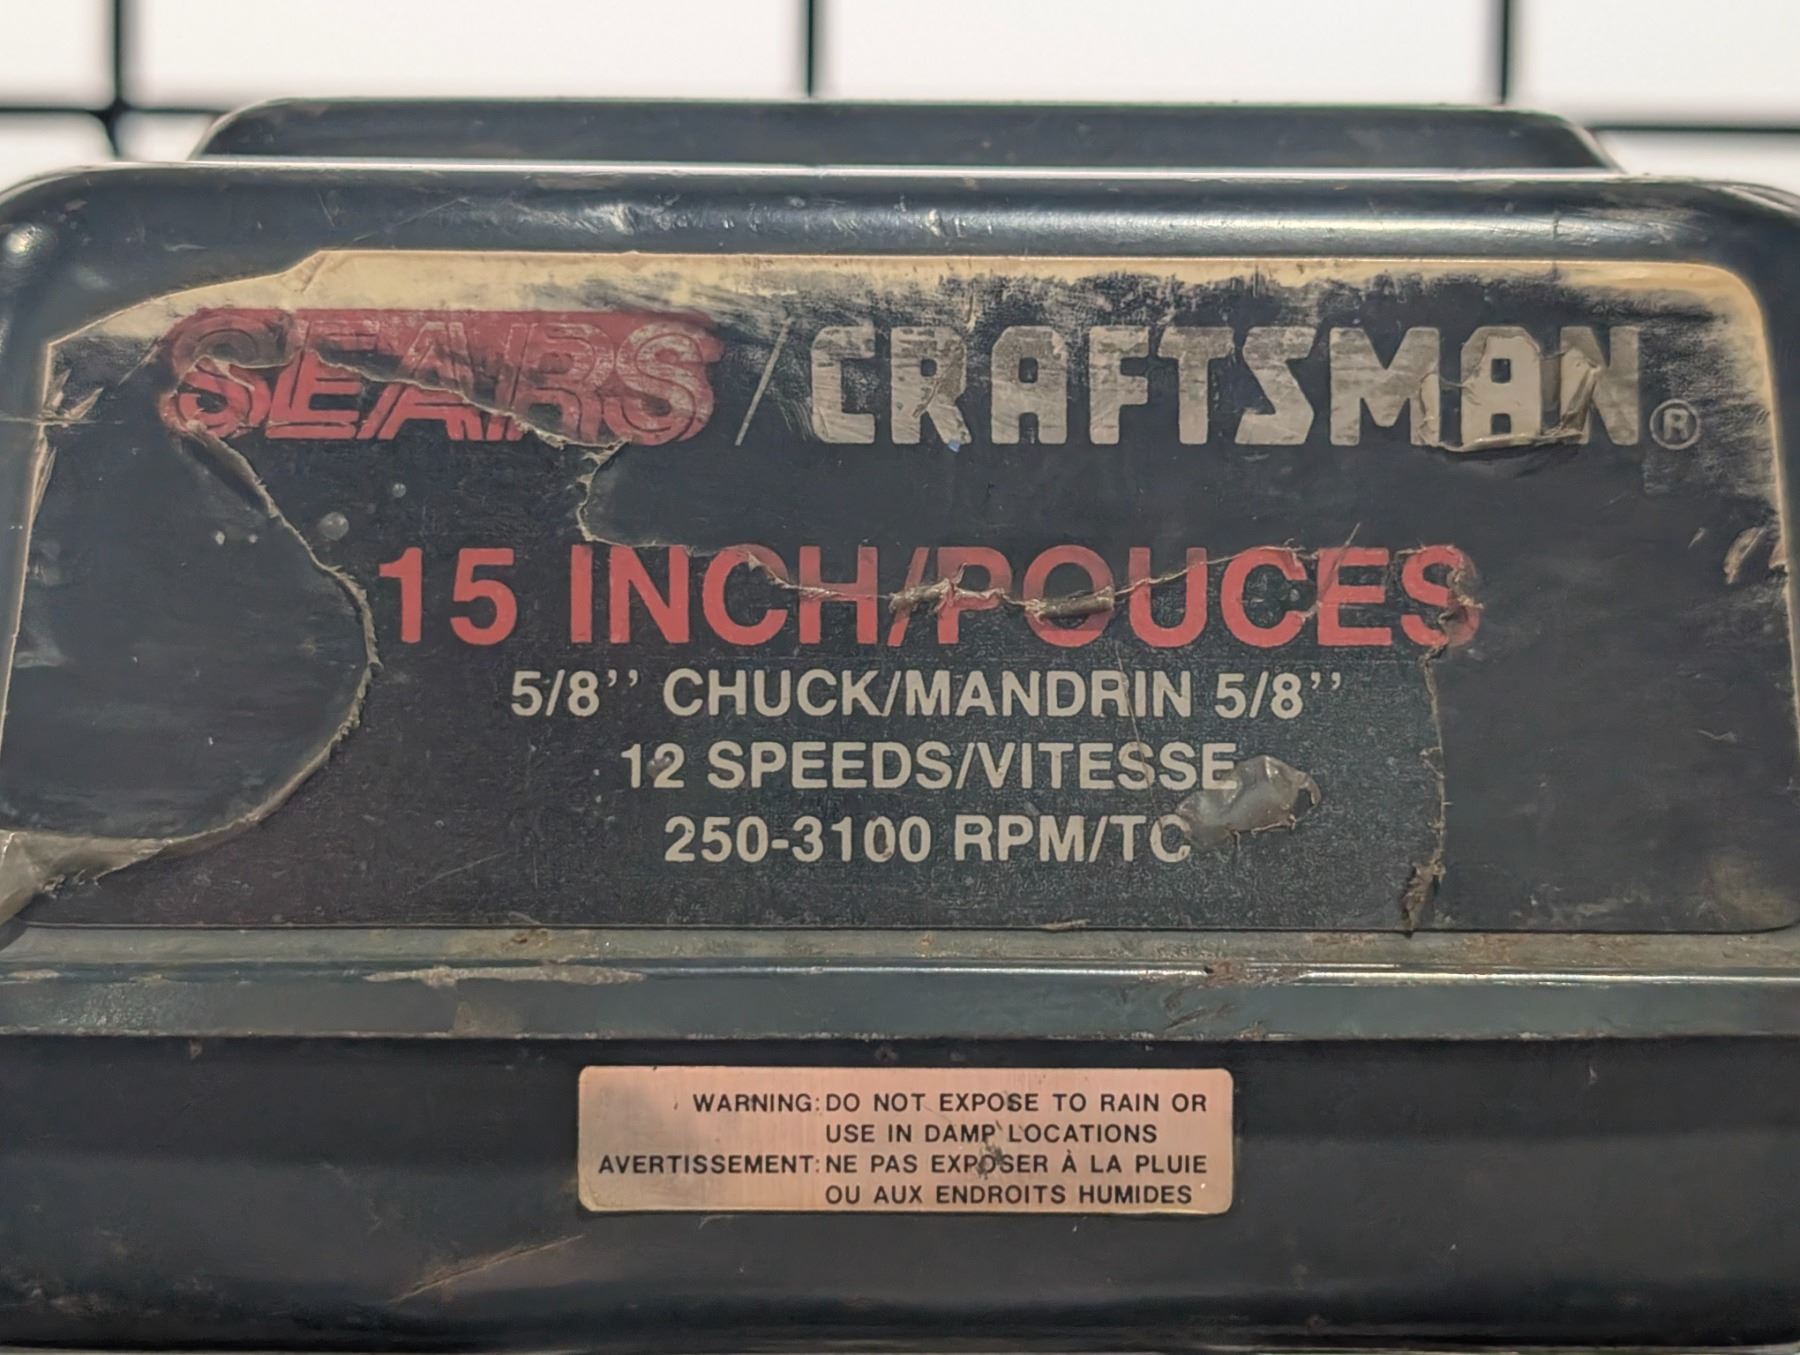 SEARS/CRAFTSMAN®
15 INCH/POUCES
5/8’’ CHUCK/MANDRIN 5/8’’
12 SPEEDS/VITESSE
250-3100 RPM/TC
WARNING: DO NOT EXPOSE TO RAIN OR
USE IN DAMP LOCATIONS
AVERTISSEMENT: NE PAS EXPOSER À LA PLUIE
OU AUX ENDROITS HUMIDES